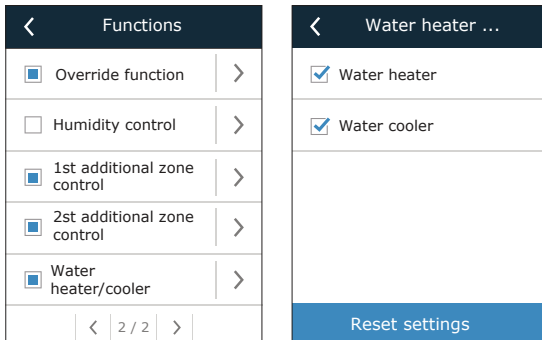 Functions
Override function
Humidity control
1st additional zone
control
2st additional zone
control
Water
heater/cooler
2 / 2
Water heater ...
Water heater
Water cooler
Reset settings